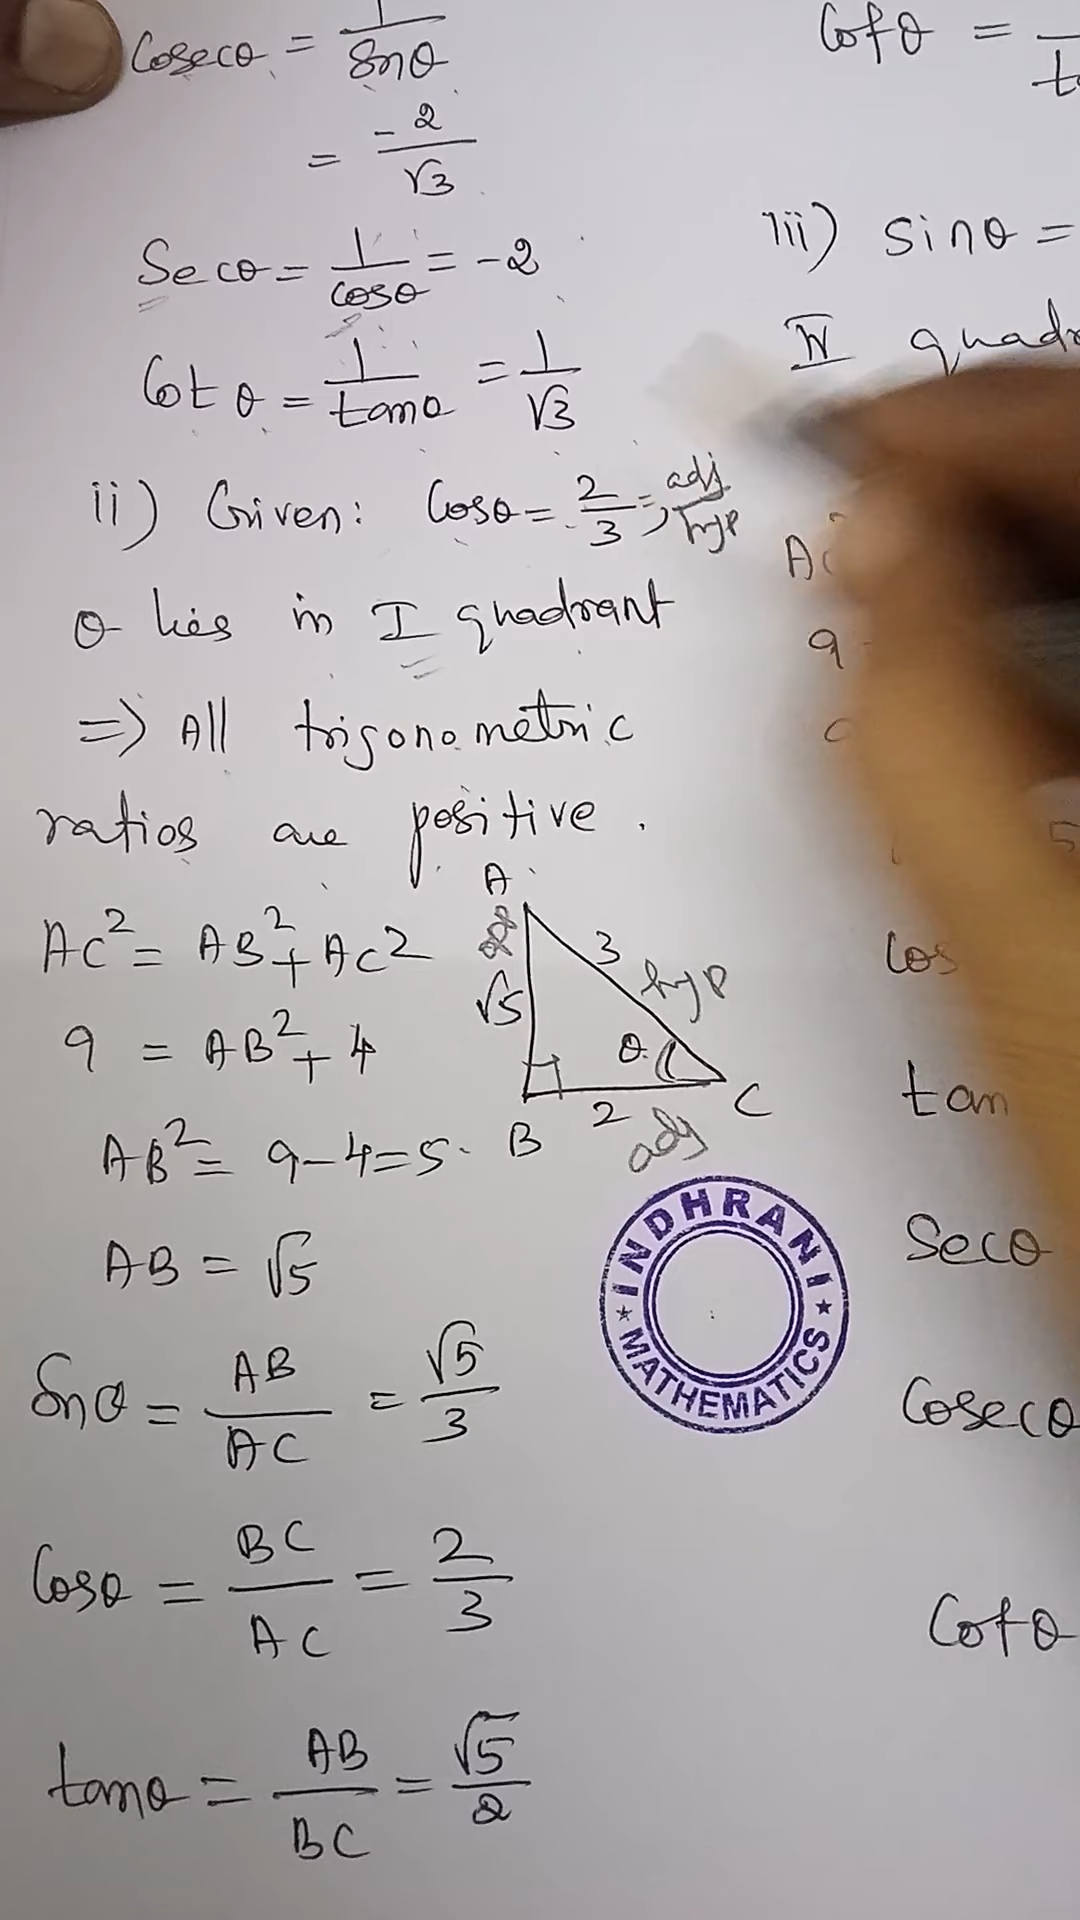 Cosecθ = 1/Sinθ
= -2/√3
Secθ = 1/cosθ = -2
Cot θ = 1/tanθ = 1/√3
ii) Given: Cosθ = 2/3 = adj/hyp
θ lies in I quadrant
=> All trigonometric
ratios are positive.
AC² = AB² + AC2
9 = AB² + 4
AB² = 9-4=5.
AB = √5
Sinθ = AB/AC = √5/3
Cosθ = BC/AC = 2/3
tanθ = AB/BC = √5/2
A
√5
3
hyp
θ
B
2
adj
C
INDHRANI
MATHEMATICS
Cotθ =
iii) sinθ =
IV
9
cos
tan
Secθ
Cosecθ
Cotθ